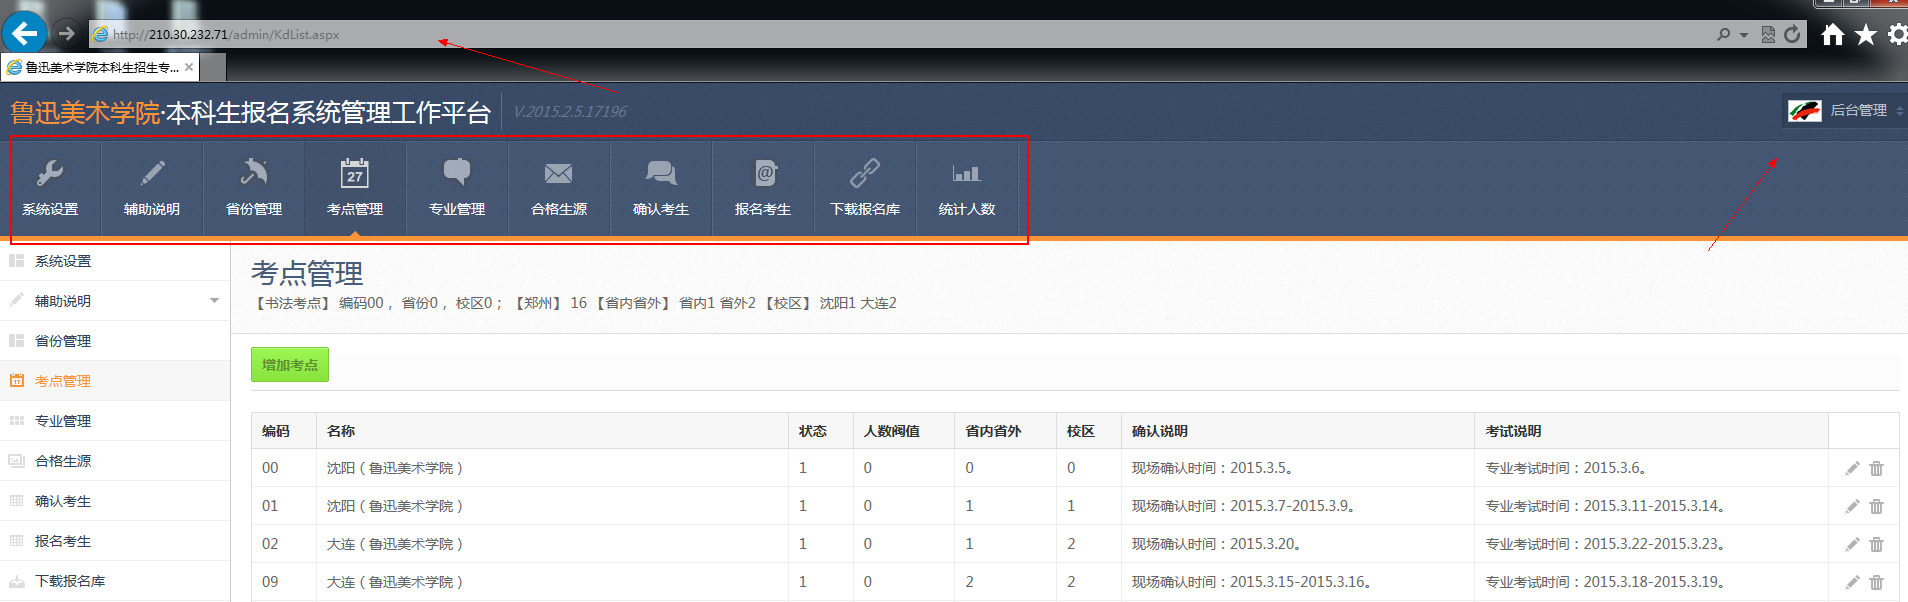 http://210.30.232.71/admin/KdList.aspx
鲁迅美术学院本科生招生专...
鲁迅美术学院·本科生报名系统管理工作平台 V.2015.2.5.17196 后台管理
系统设置 辅助说明 省份管理 27 考点管理 专业管理 合格生源 确认考生 @ 报名考生 下载报名库 统计人数
系统设置
辅助说明
省份管理
考点管理
专业管理
合格生源
确认考生
报名考生
下载报名库
考点管理
【书法考点】 编码00 ,  省份0 ,  校区0 ;  【郑州】 16 【省内省外】 省内1 省外2 【校区】 沈阳1 大连2
增加考点
编码 名称 状态 人数阀值 省内省外 校区 确认说明 考试说明
00 沈阳 ( 鲁迅美术学院 ) 1 0 0 0 现场确认时间：2015.3.5。 专业考试时间：2015.3.6。
01 沈阳 ( 鲁迅美术学院 ) 1 0 1 1 现场确认时间：2015.3.7-2015.3.9。 专业考试时间：2015.3.11-2015.3.14。
02 大连 ( 鲁迅美术学院 ) 1 0 1 2 现场确认时间：2015.3.20。 专业考试时间：2015.3.22-2015.3.23。
09 大连 ( 鲁迅美术学院 ) 1 0 2 2 现场确认时间：2015.3.15-2015.3.16。 专业考试时间：2015.3.18-2015.3.19。